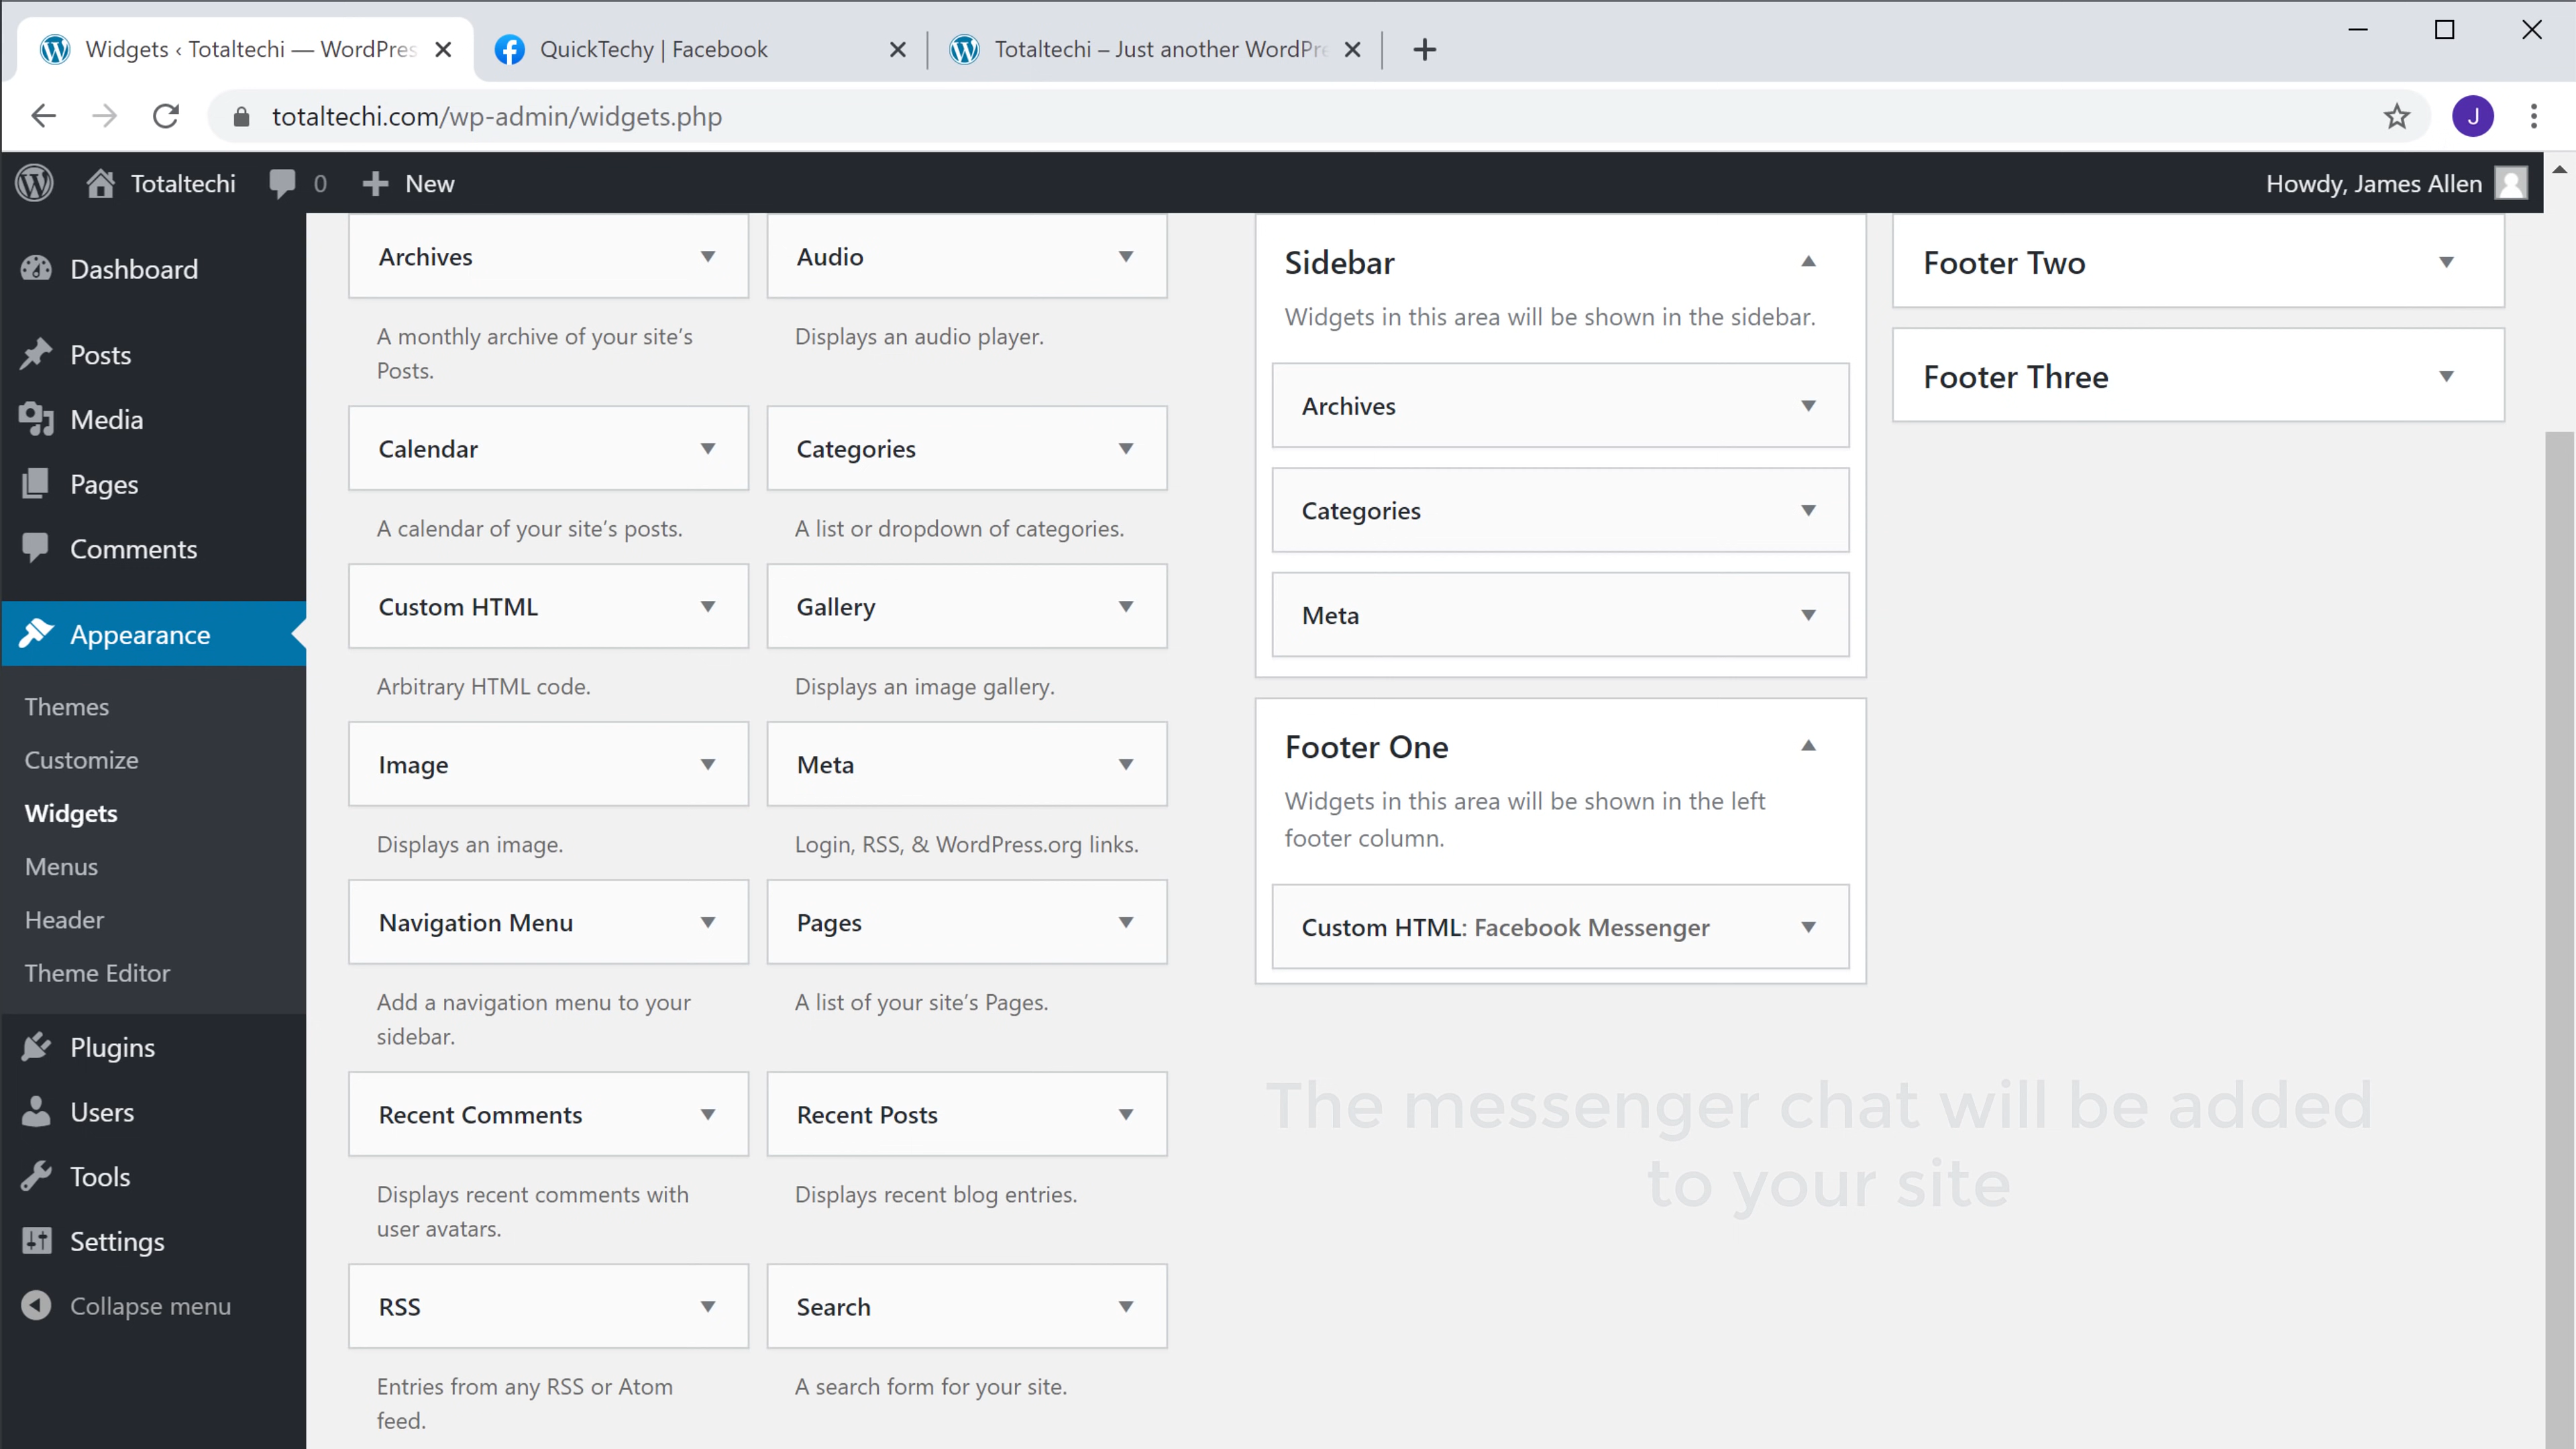 Widgets ‹ Totaltechi — WordPres
QuickTechy | Facebook
Totaltechi – Just another WordPre
totaltechi.com/wp-admin/widgets.php
J
Totaltechi
0
New
Howdy, James Allen
Dashboard
Posts
Media
Pages
Comments
Appearance
Themes
Customize
Widgets
Menus
Header
Theme Editor
Plugins
Users
Tools
Settings
Collapse menu
Archives
A monthly archive of your site’s
Posts.
Audio
Displays an audio player.
Calendar
A calendar of your site’s posts.
Categories
A list or dropdown of categories.
Custom HTML
Arbitrary HTML code.
Gallery
Displays an image gallery.
Image
Displays an image.
Meta
Login, RSS, & WordPress.org links.
Navigation Menu
Add a navigation menu to your
sidebar.
Pages
A list of your site’s Pages.
Recent Comments
Displays recent comments with
user avatars.
Recent Posts
Displays recent blog entries.
RSS
Entries from any RSS or Atom
feed.
Search
A search form for your site.
Sidebar
Widgets in this area will be shown in the sidebar.
Archives
Categories
Meta
Footer One
Widgets in this area will be shown in the left
footer column.
Custom HTML: Facebook Messenger
Footer Two
Footer Three
The messenger chat will be added
to your site